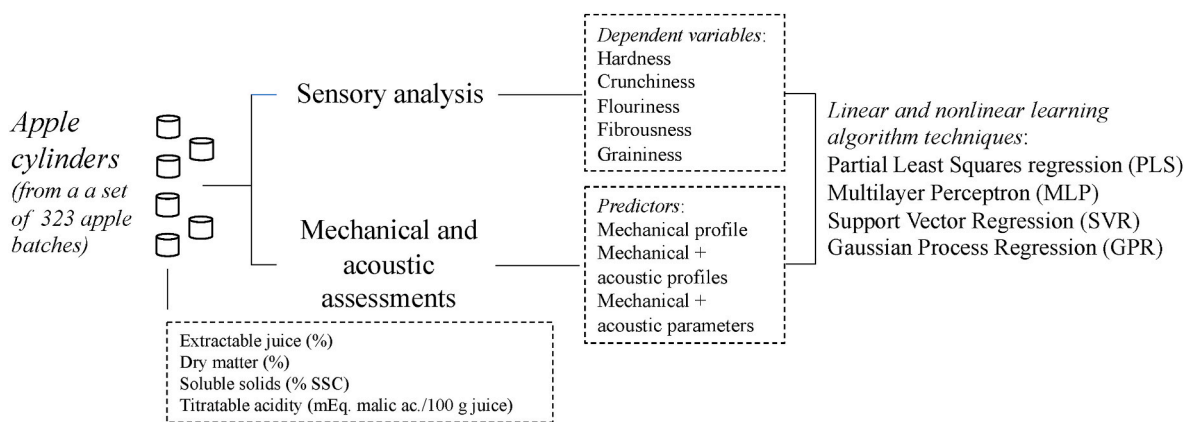 Apple
cylinders
(from a a set
of 323 apple
batches)
Sensory analysis
Mechanical and
acoustic
assessments
Extractable juice (%)
Dry matter (%)
Soluble solids (% SSC)
Titratable acidity (mEq. malic ac./100 g juice)
Dependent variables:
Hardness
Crunchiness
Flouriness
Fibrousness
Graininess
Predictors:
Mechanical profile
Mechanical +
acoustic profiles
Mechanical +
acoustic parameters
Linear and nonlinear learning
algorithm techniques:
Partial Least Squares regression (PLS)
Multilayer Perceptron (MLP)
Support Vector Regression (SVR)
Gaussian Process Regression (GPR)